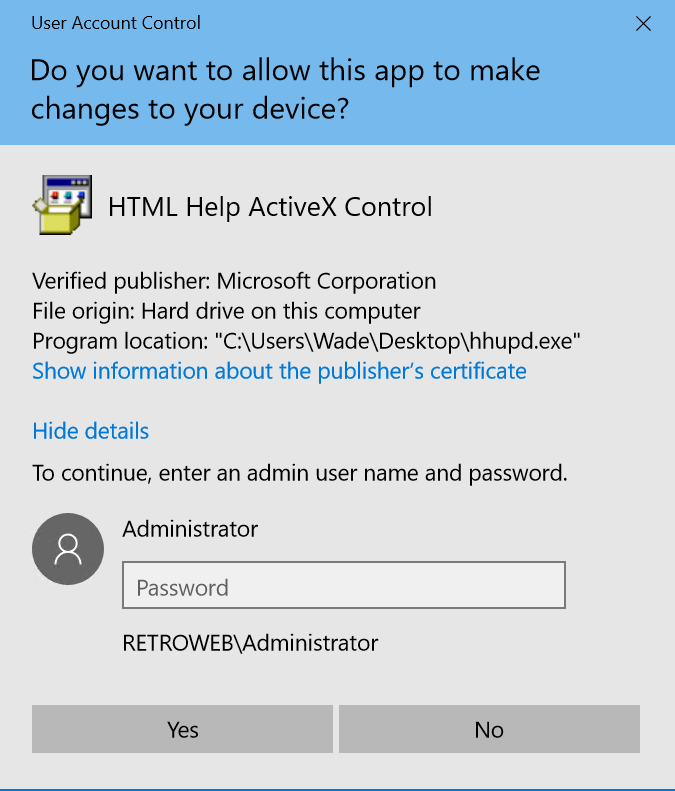 User Account Control
Do you want to allow this app to make
changes to your device?
HTML Help ActiveX Control
Verified publisher: Microsoft Corporation
File origin: Hard drive on this computer
Program location: "C:\Users\Wade\Desktop\hhupd.exe"
Show information about the publisher’s certificate
Hide details
To continue, enter an admin user name and password.
Administrator
Password
RETROWEB\Administrator
Yes
No